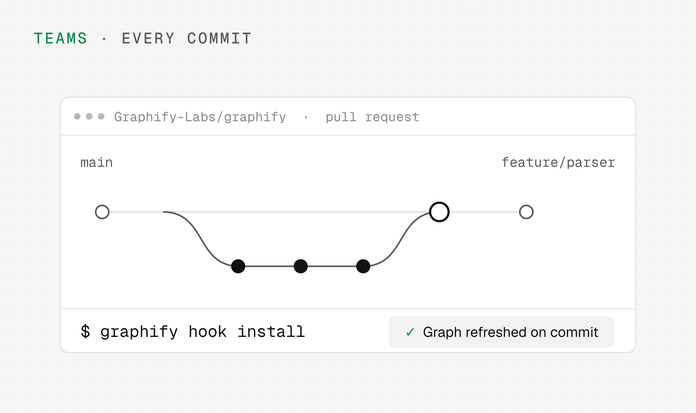 TEAMS · EVERY COMMIT
Graphify-Labs/graphify · pull request
main feature/parser
$ graphify hook install ✓ Graph refreshed on commit